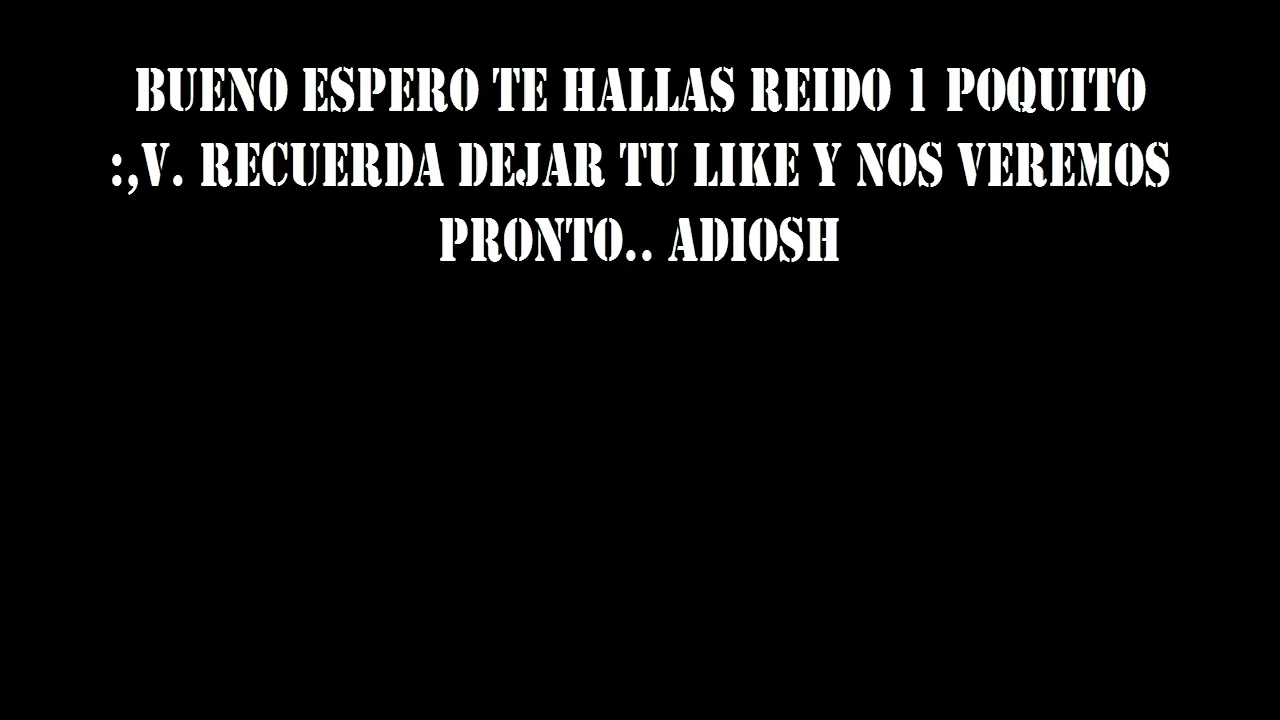 BUENO ESPERO TE HALLAS REIDO 1 POQUITO
:,V. RECUERDA DEJAR TU LIKE Y NOS VEREMOS
PRONTO.. ADIOSH